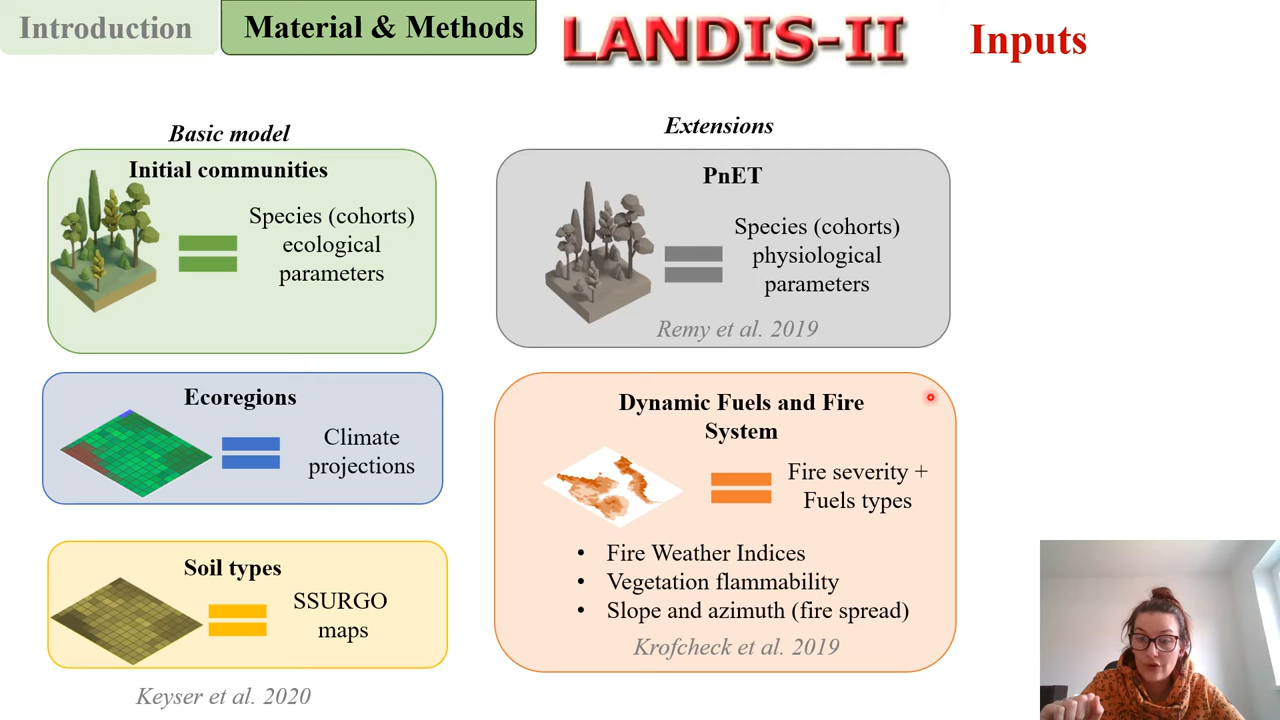 Introduction
Material & Methods
LANDIS-II
Inputs
Basic model
Initial communities
Species (cohorts)
ecological
parameters
Ecoregions
Climate
projections
Soil types
SSURGO
maps
Keyser et al. 2020
Extensions
PnET
Species (cohorts)
physiological
parameters
Remy et al. 2019
Dynamic Fuels and Fire
System
Fire severity +
Fuels types
• Fire Weather Indices
• Vegetation flammability
• Slope and azimuth (fire spread)
Krofcheck et al. 2019